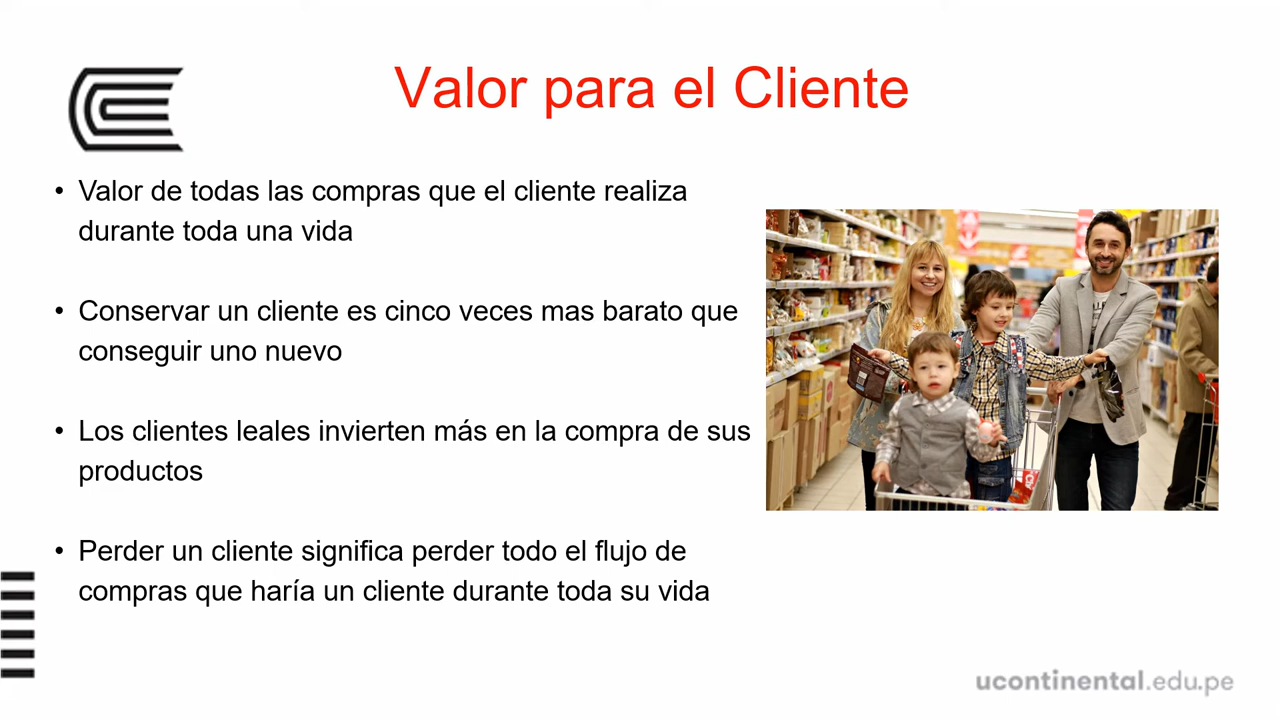 Valor para el Cliente
• Valor de todas las compras que el cliente realiza
durante toda una vida
• Conservar un cliente es cinco veces mas barato que
conseguir uno nuevo
• Los clientes leales invierten más en la compra de sus
productos
• Perder un cliente significa perder todo el flujo de
compras que haría un cliente durante toda su vida
ucontinental.edu.pe